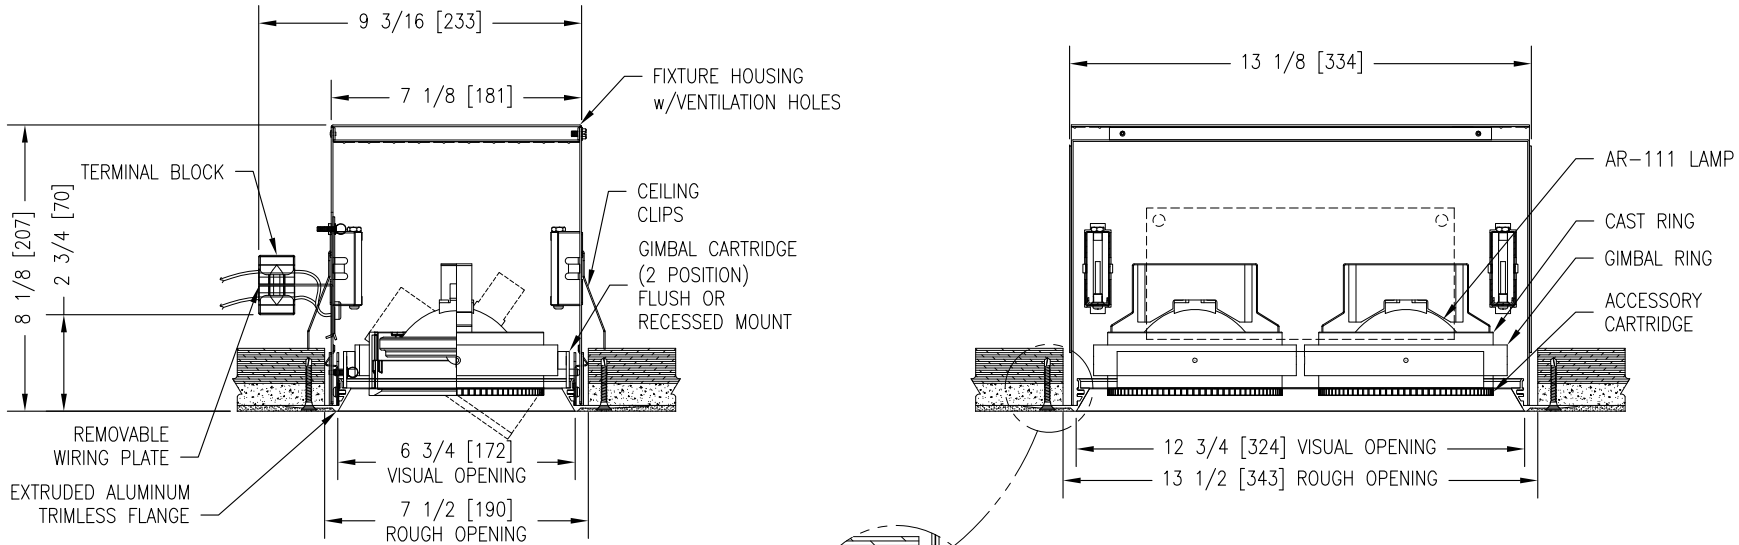 9 3/16 [233]
7 1/8 [181]
FIXTURE HOUSING
w/VENTILATION HOLES
TERMINAL BLOCK
8 1/8 [207]
2 3/4 [70]
CEILING
CLIPS
GIMBAL CARTRIDGE
(2 POSITION)
FLUSH OR
RECESSED MOUNT
REMOVABLE
WIRING PLATE
EXTRUDED ALUMINUM
TRIMLESS FLANGE
6 3/4 [172]
VISUAL OPENING
7 1/2 [190]
ROUGH OPENING
13 1/8 [334]
AR-111 LAMP
CAST RING
GIMBAL RING
ACCESSORY
CARTRIDGE
12 3/4 [324] VISUAL OPENING
13 1/2 [343] ROUGH OPENING